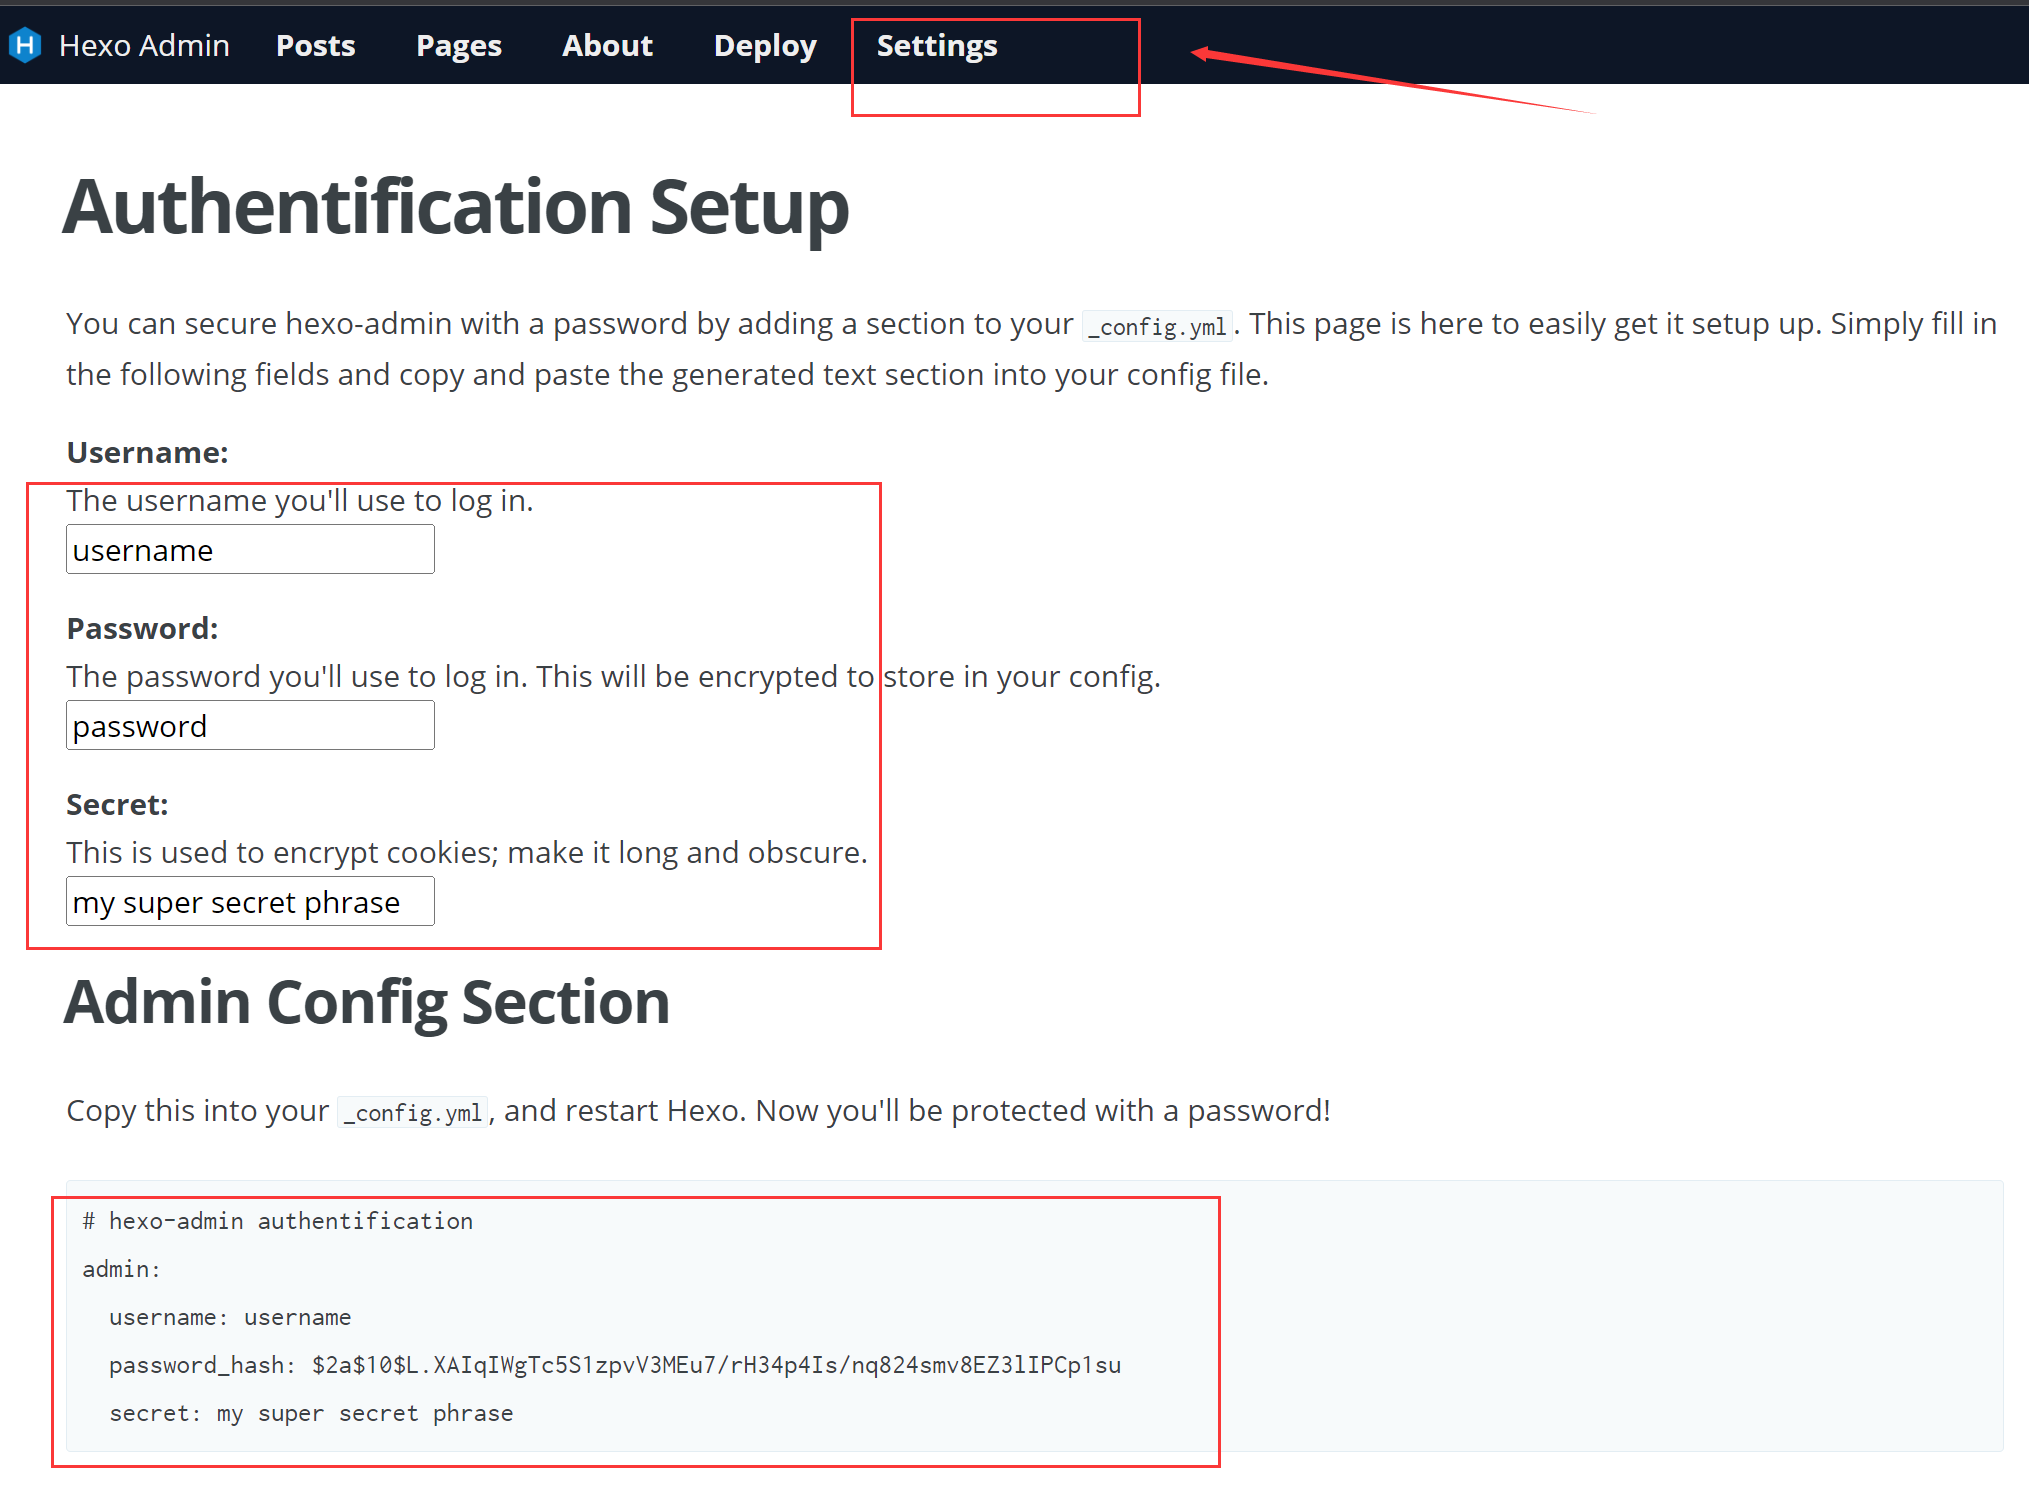 H Hexo Admin Posts Pages About Deploy Settings
Authentification Setup
You can secure hexo-admin with a password by adding a section to your _config.yml. This page is here to easily get it setup up. Simply fill in
the following fields and copy and paste the generated text section into your config file.
Username:
The username you'll use to log in.
username
Password:
The password you'll use to log in. This will be encrypted to store in your config.
password
Secret:
This is used to encrypt cookies; make it long and obscure.
my super secret phrase
Admin Config Section
Copy this into your _config.yml, and restart Hexo. Now you'll be protected with a password!
# hexo-admin authentification
admin:
username: username
password_hash: $2a$10$L.XAIqIWgTc5S1zpvV3MEu7/rH34p4Is/nq824smv8EZ3lIPCp1su
secret: my super secret phrase